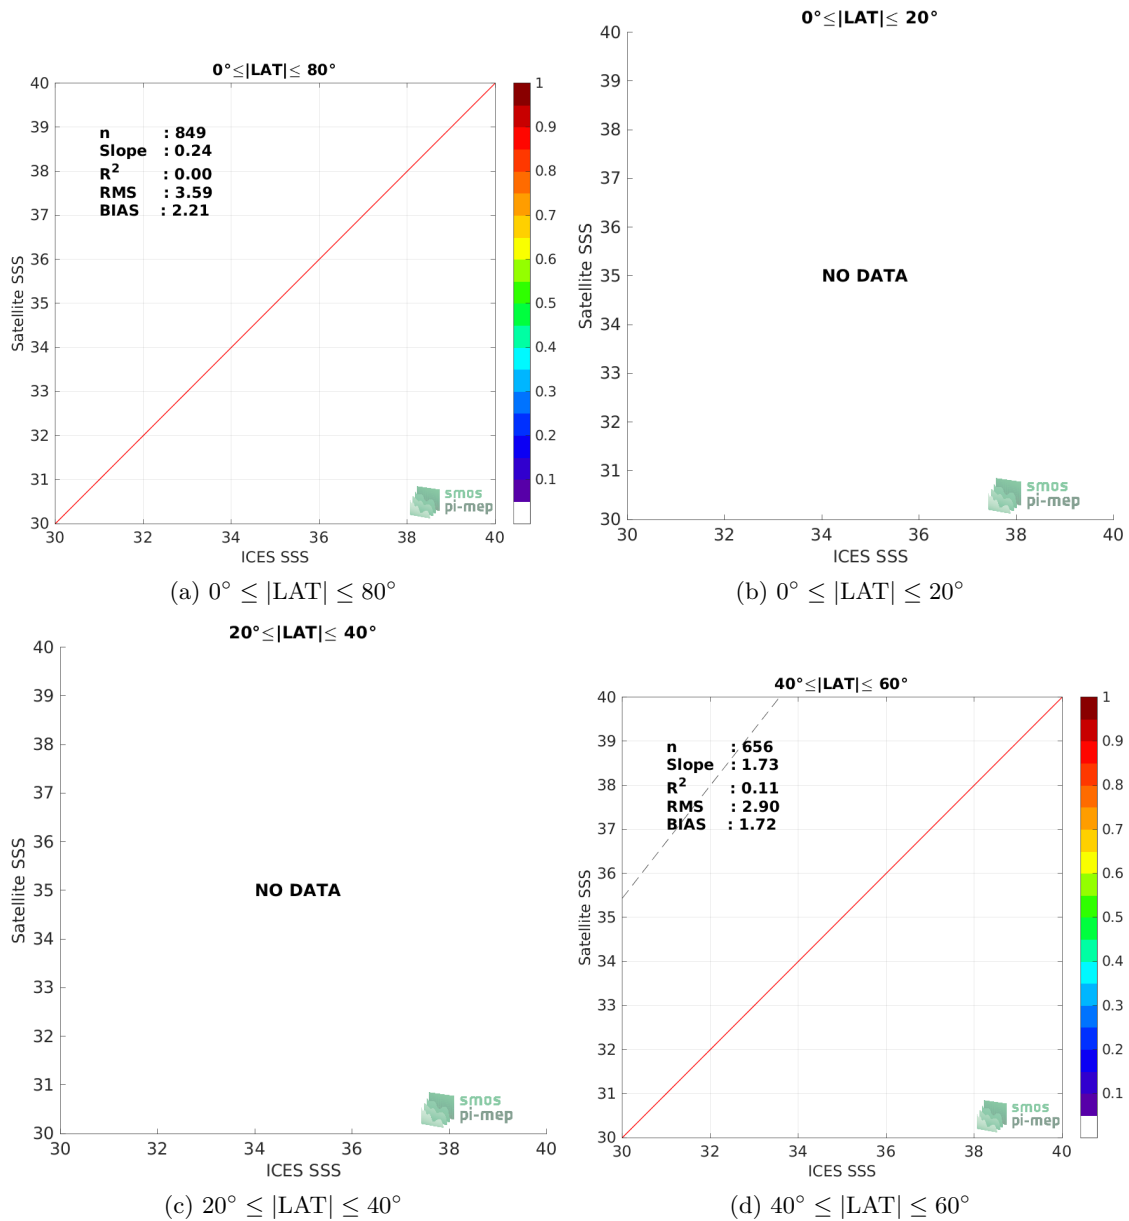 0°≤|LAT|≤ 80°
40
39
38
37
36
35
34
33
32
31
30
n : 849
Slope : 0.24
R² : 0.00
RMS : 3.59
BIAS : 2.21
Satellite SSS
30 32 34 36 38 40
ICES SSS
smos
pi-mep
1
0.9
0.8
0.7
0.6
0.5
0.4
0.3
0.2
0.1
(a) 0° ≤ |LAT| ≤ 80°
0°≤|LAT|≤ 20°
40
39
38
37
36
35
34
33
32
31
30
Satellite SSS
NO DATA
smos
pi-mep
30 32 34 36 38 40
ICES SSS
(b) 0° ≤ |LAT| ≤ 20°
20°≤|LAT|≤ 40°
40
39
38
37
36
35
34
33
32
31
30
Satellite SSS
NO DATA
smos
pi-mep
30 32 34 36 38 40
ICES SSS
(c) 20° ≤ |LAT| ≤ 40°
40°≤|LAT|≤ 60°
40
39
38
37
36
35
34
33
32
31
30
n : 656
Slope : 1.73
R² : 0.11
RMS : 2.90
BIAS : 1.72
Satellite SSS
smos
pi-mep
30 32 34 36 38 40
ICES SSS
1
0.9
0.8
0.7
0.6
0.5
0.4
0.3
0.2
0.1
(d) 40° ≤ |LAT| ≤ 60°